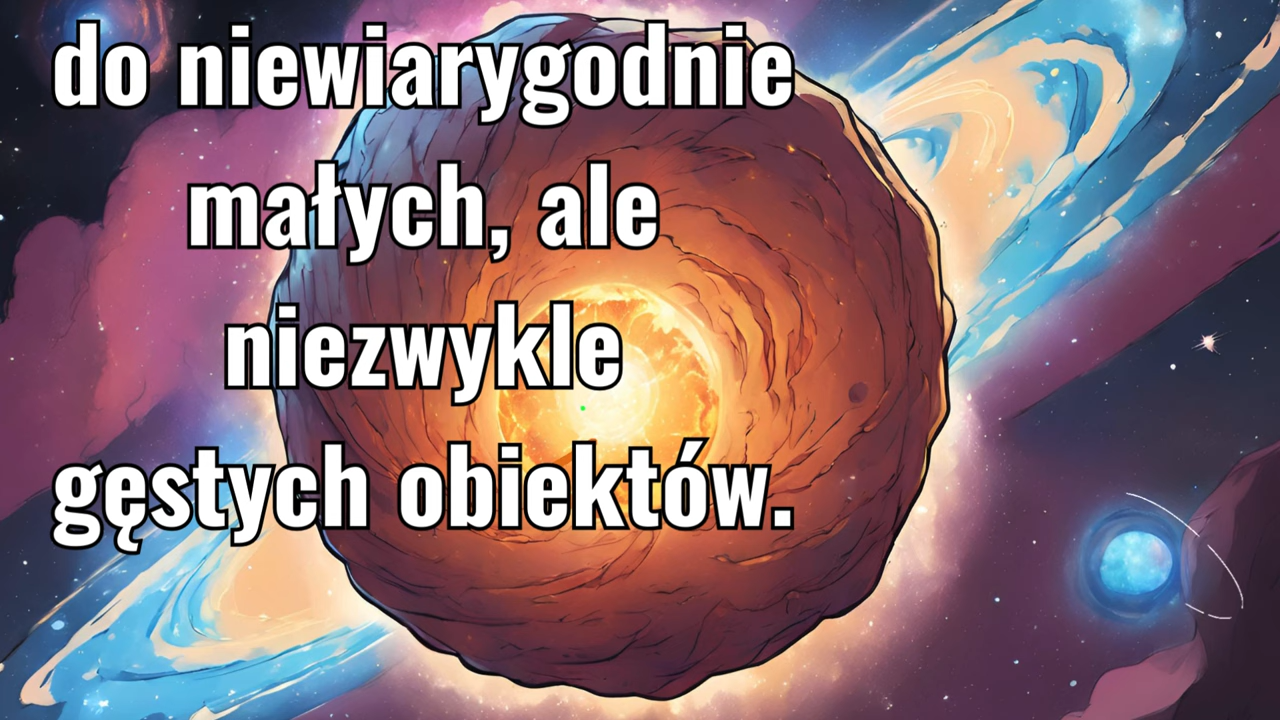 do niewiarygodnie
małych, ale
niezwykle
gęstych obiektów.